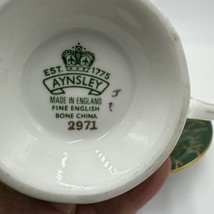 EST. 1775
AYNSLEY
MADE IN ENGLAND
FINE ENGLISH
BONE CHINA
2971